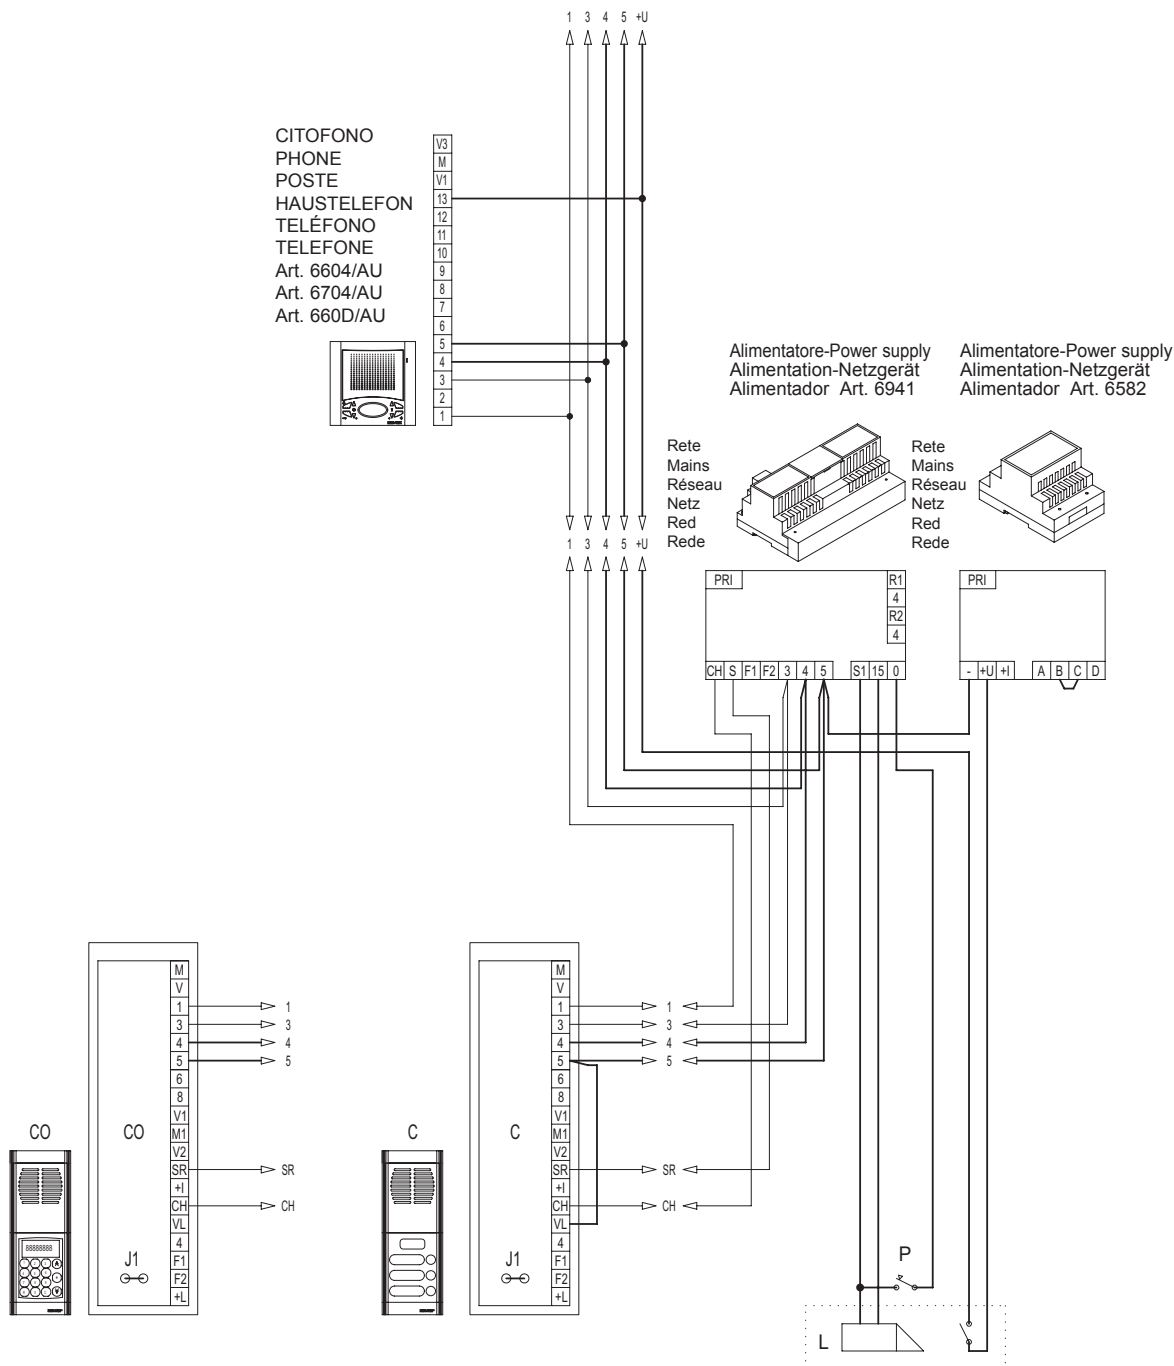 1 3 4 5 +U
CITOFONO
PHONE
POSTE
HAUSTELEFON
TELÉFONO
TELEFONE
Art. 6604/AU
Art. 6704/AU
Art. 660D/AU
V3
M
V1
13
12
11
10
9
8
7
6
5
4
3
2
1
Alimentatore-Power supply
Alimentation-Netzgerät
Alimentador Art. 6941
Alimentatore-Power supply
Alimentation-Netzgerät
Alimentador Art. 6582
Rete
Mains
Réseau
Netz
Red
Rede
Rete
Mains
Réseau
Netz
Red
Rede
1 3 4 5 +U
PRI
R1
4
R2
4
CH S F1 F2 3 4 5 S1 15 0
PRI
- +U +I A B C D
CO
CO
M
V
1
3
4
5
6
8
V1
M1
V2
SR
+I
CH
VL
4
F1
F2
+L
J1
1
3
4
5
SR
CH
88888888
C
C
M
V
1
3
4
5
6
8
V1
M1
V2
SR
+I
CH
VL
4
F1
F2
+L
J1
1
3
4
5
SR
CH
P
L